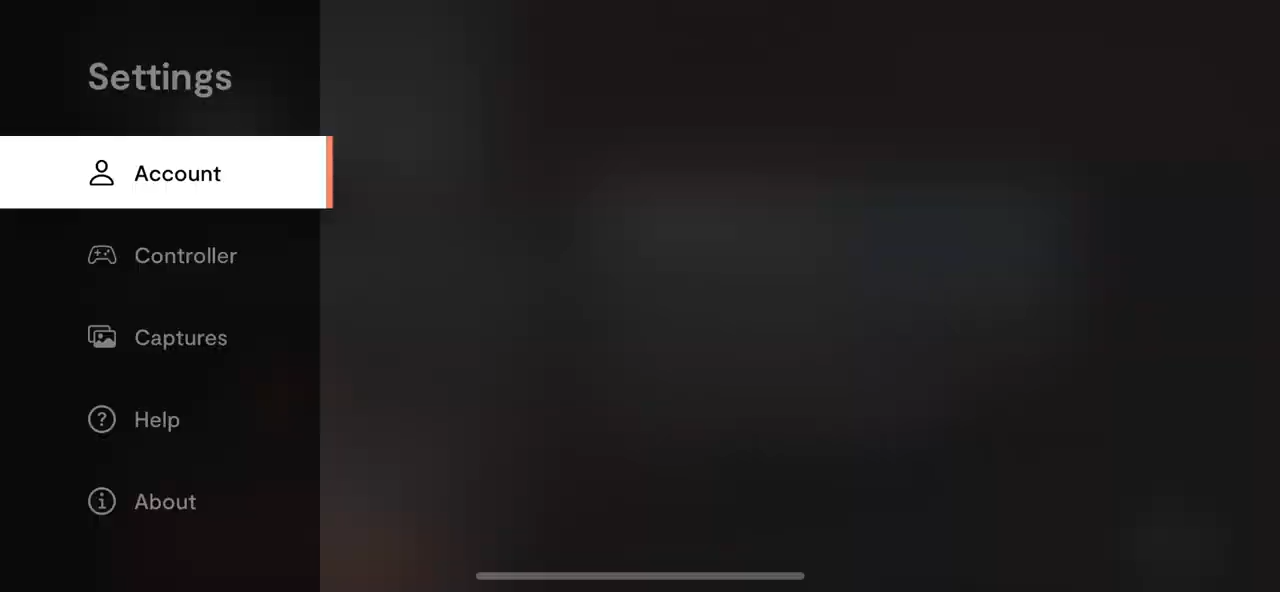 Settings
Account
Controller
Captures
Help
About